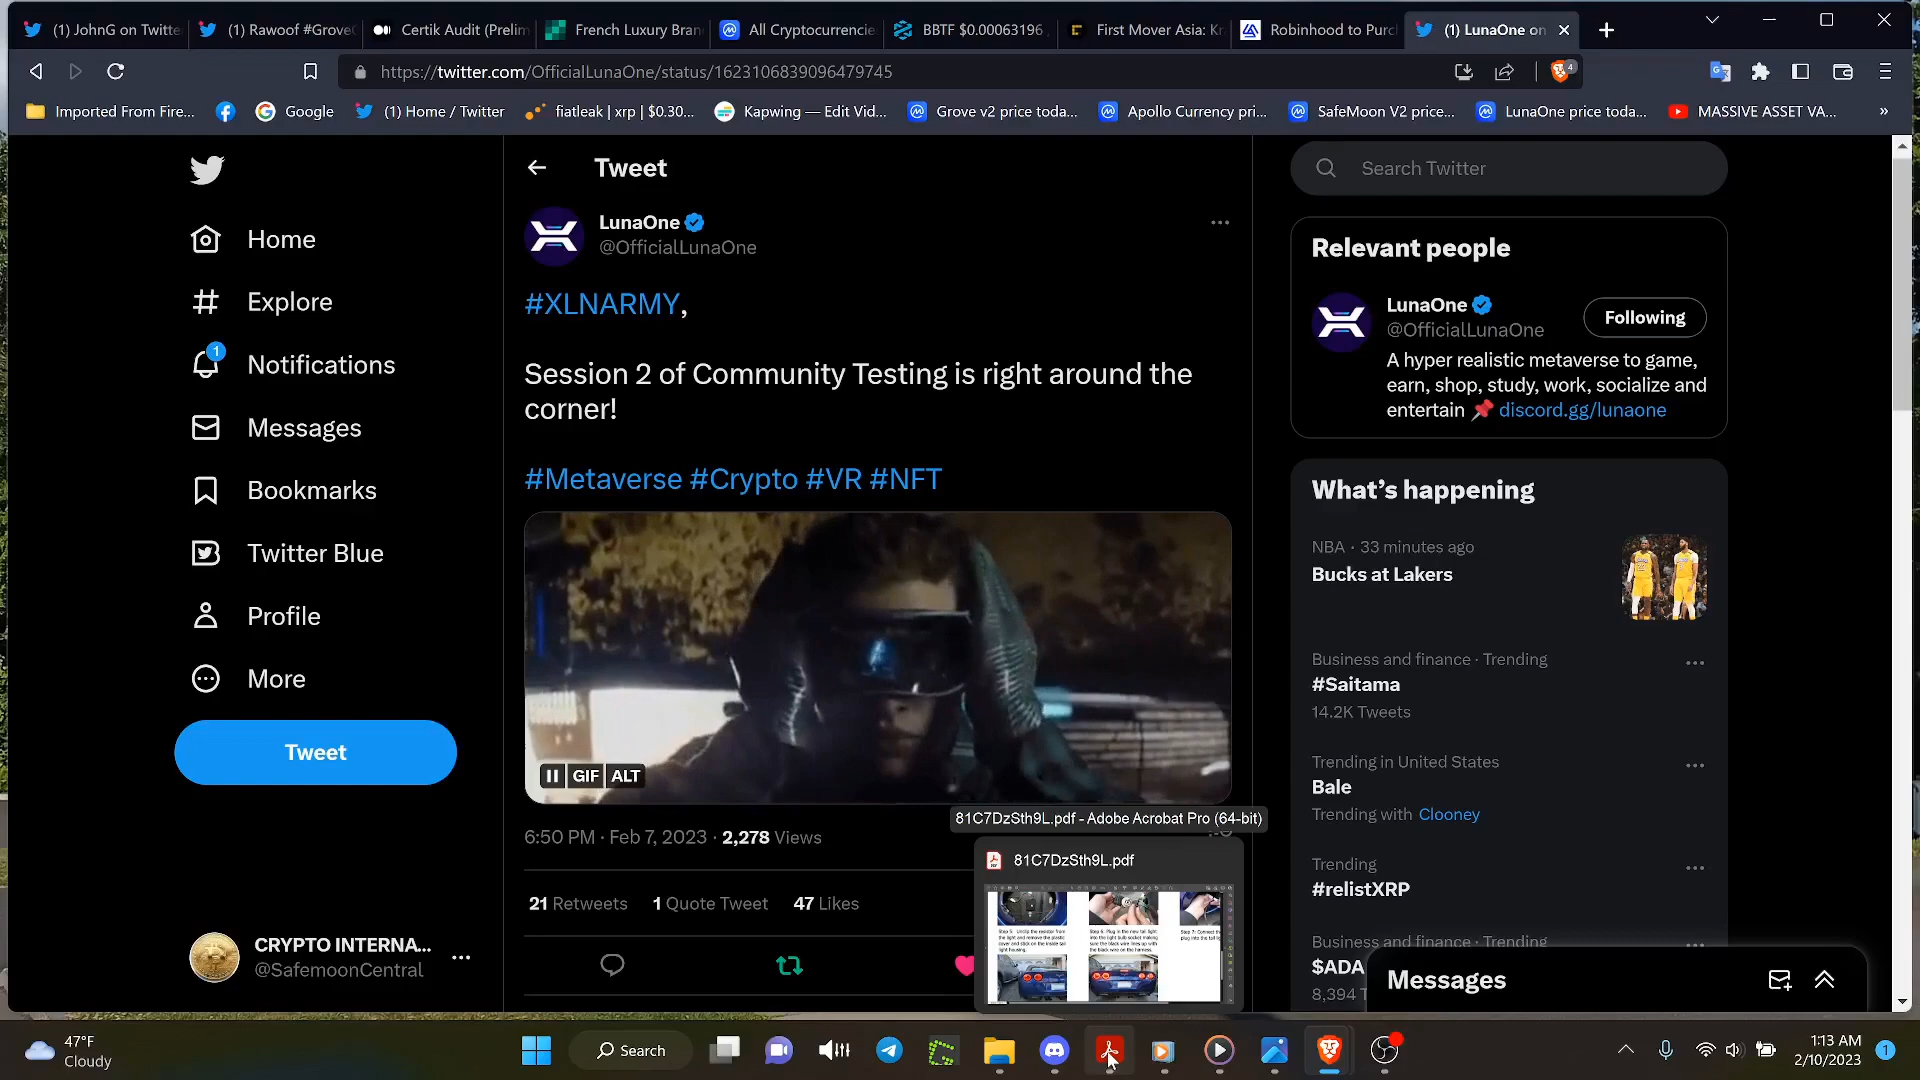 (1) JohnG on Twitte
(1) Rawoof #Grove
Certik Audit (Prelim
French Luxury Bran
All Cryptocurrencie
BBTF $0.00063196
First Mover Asia: K
Robinhood to Purc
(1) LunaOne on
https://twitter.com/OfficialLunaOne/status/1623106839096479745
4
Imported From Fire...
Google
(1) Home / Twitter
fiatleak | xrp | $0.30...
Kapwing — Edit Vid...
Grove v2 price toda...
Apollo Currency pri...
SafeMoon V2 price...
LunaOne price toda...
MASSIVE ASSET VA...
Home
Explore
1
Notifications
Messages
Bookmarks
Twitter Blue
Profile
More
Tweet
CRYPTO INTERNA...
@SafemoonCentral
Tweet
LunaOne
@OfficialLunaOne
#XLNARMY,
Session 2 of Community Testing is right around the
corner!
#Metaverse #Crypto #VR #NFT
GIF ALT
6:50 PM · Feb 7, 2023 · 2,278 Views
21 Retweets 1 Quote Tweet 47 Likes
81C7DzSth9L.pdf - Adobe Acrobat Pro (64-bit)
81C7DzSth9L.pdf
Search Twitter
Relevant people
LunaOne
@OfficialLunaOne
Following
A hyper realistic metaverse to game,
earn, shop, study, work, socialize and
entertain 📌 discord.gg/lunaone
What's happening
NBA · 33 minutes ago
Bucks at Lakers
Business and finance · Trending
#Saitama
14.2K Tweets
Trending in United States
Bale
Trending with Clooney
Trending
#relistXRP
Business and finance · Trending
$ADA
8,394 T
Messages
47°F
Cloudy
Search
1:13 AM
2/10/2023
1